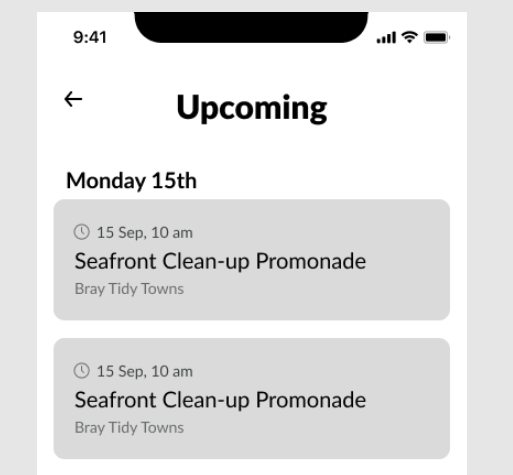 9:41
Upcoming
Monday 15th
15 Sep, 10 am
Seafront Clean-up Promonade
Bray Tidy Towns
15 Sep, 10 am
Seafront Clean-up Promonade
Bray Tidy Towns